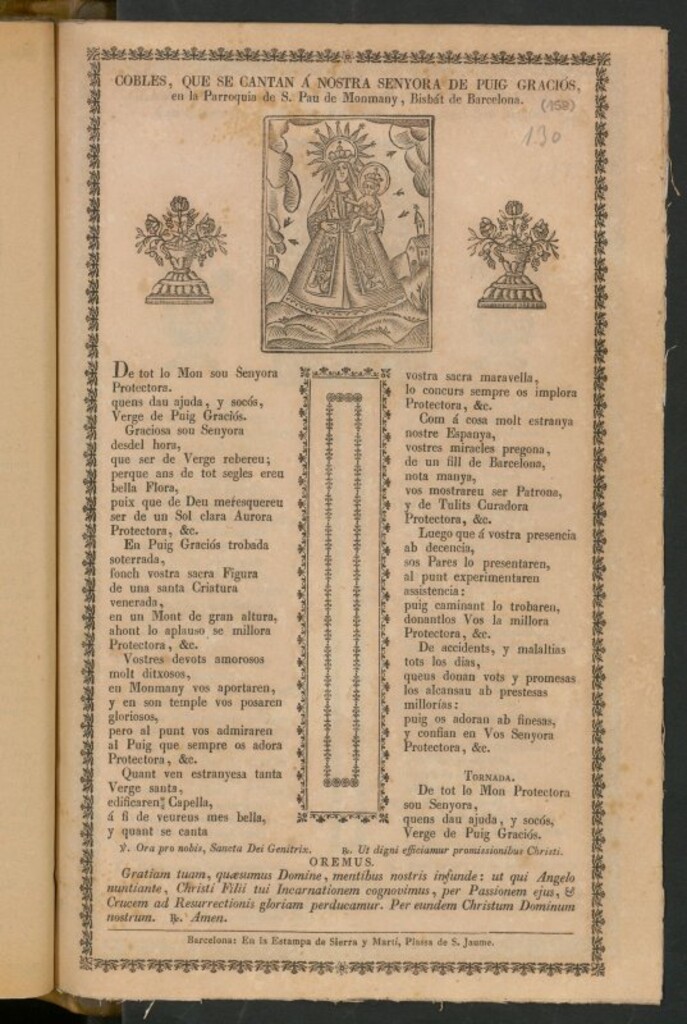 COBLES, QUE SE CANTAN Á NOSTRA SENYORA DE PUIG GRACIÓS,
en la Parroquia de S. Pau de Monmany, Bisbát de Barcelona.
(158)
130
De tot lo Mon sou Senyora
Protectora.
quens dau ajuda, y socós,
Verge de Puig Graciós.
Graciosa sou Senyora
desdel hora,
que ser de Verge rebereu;
perque ans de tot segles ereu
bella Flora,
puix que de Deu meresquereu
ser de un Sol clara Aurora
Protectora, &c.
En Puig Graciós trobada
soterrada,
fonch vostra sacra Figura
de una santa Criatura
venerada,
en un Mont de gran altura,
ahont lo aplauso se millora
Protectora, &c.
Vostres devots amorosos
molt ditxosos,
en Monmany vos aportaren,
y en son temple vos posaren
gloriosos,
pero al punt vos admiraren
al Puig que sempre os adora
Protectora, &c.
Quant ven estranyesa tanta
Verge santa,
edificaren Capella,
á fi de veureus mes bella,
y quant se canta
vostra sacra maravella,
lo concurs sempre os implora
Protectora, &c.
Com á cosa molt estranya
nostre Espanya,
vostres miracles pregona,
de un fill de Barcelona,
nota manya,
vos mostrareu ser Patrona,
y de Tulits Curadora
Protectora, &c.
Luego que á vostra presencia
ab decencia,
sos Pares lo presentaren,
al punt experimentaren
assistencia:
puig caminant lo trobaren,
donantlos Vos la millora
Protectora, &c.
De accidents, y malaltias
tots los dias,
queus donan vots y promesas
los alcansau ab prestesas
millorías:
puig os adoran ab finesas,
y confian en Vos Senyora
Protectora, &c.
TORNADA.
De tot lo Mon Protectora
sou Senyora,
quens dau ajuda, y socós,
Verge de Puig Graciós.
℣. Ora pro nobis, Sancta Dei Genitrix. ℟. Ut digni efficiamur promissionibus Christi.
OREMUS.
Gratiam tuam, quæsumus Domine, mentibus nostris infunde: ut qui Angelo
nuntiante, Christi Filii tui Incarnationem cognovimus, per Passionem ejus, &
Crucem ad Resurrectionis gloriam perducamur. Per eundem Christum Dominum
nostrum. ℟. Amen.
Barcelona: En la Estampa de Sierra y Martí, Plassa de S. Jaume.